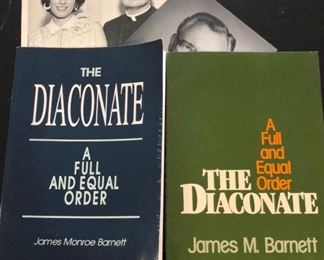 THE
DIACONATE
A
FULL
AND EQUAL
ORDER
James Monroe Barnett
A
Full
and
Equal
Order
THE
DIACONATE
James M. Barnett